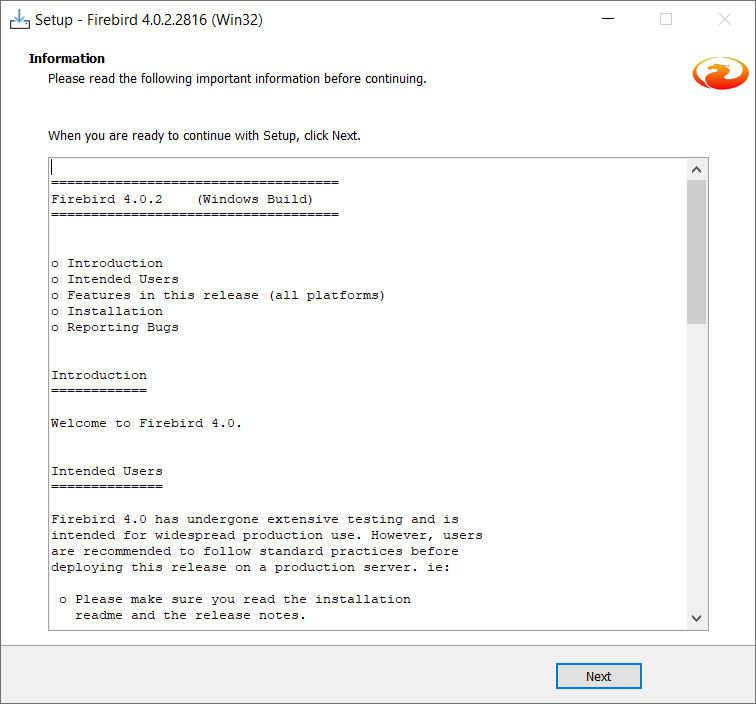 Setup - Firebird 4.0.2.2816 (Win32)
Information
Please read the following important information before continuing.
When you are ready to continue with Setup, click Next.
====================================
Firebird 4.0.2    (Windows Build)
====================================
o Introduction
o Intended Users
o Features in this release (all platforms)
o Installation
o Reporting Bugs
Introduction
============
Welcome to Firebird 4.0.
Intended Users
==============
Firebird 4.0 has undergone extensive testing and is
intended for widespread production use. However, users
are recommended to follow standard practices before
deploying this release on a production server. ie:
o Please make sure you read the installation
readme and the release notes.
Next